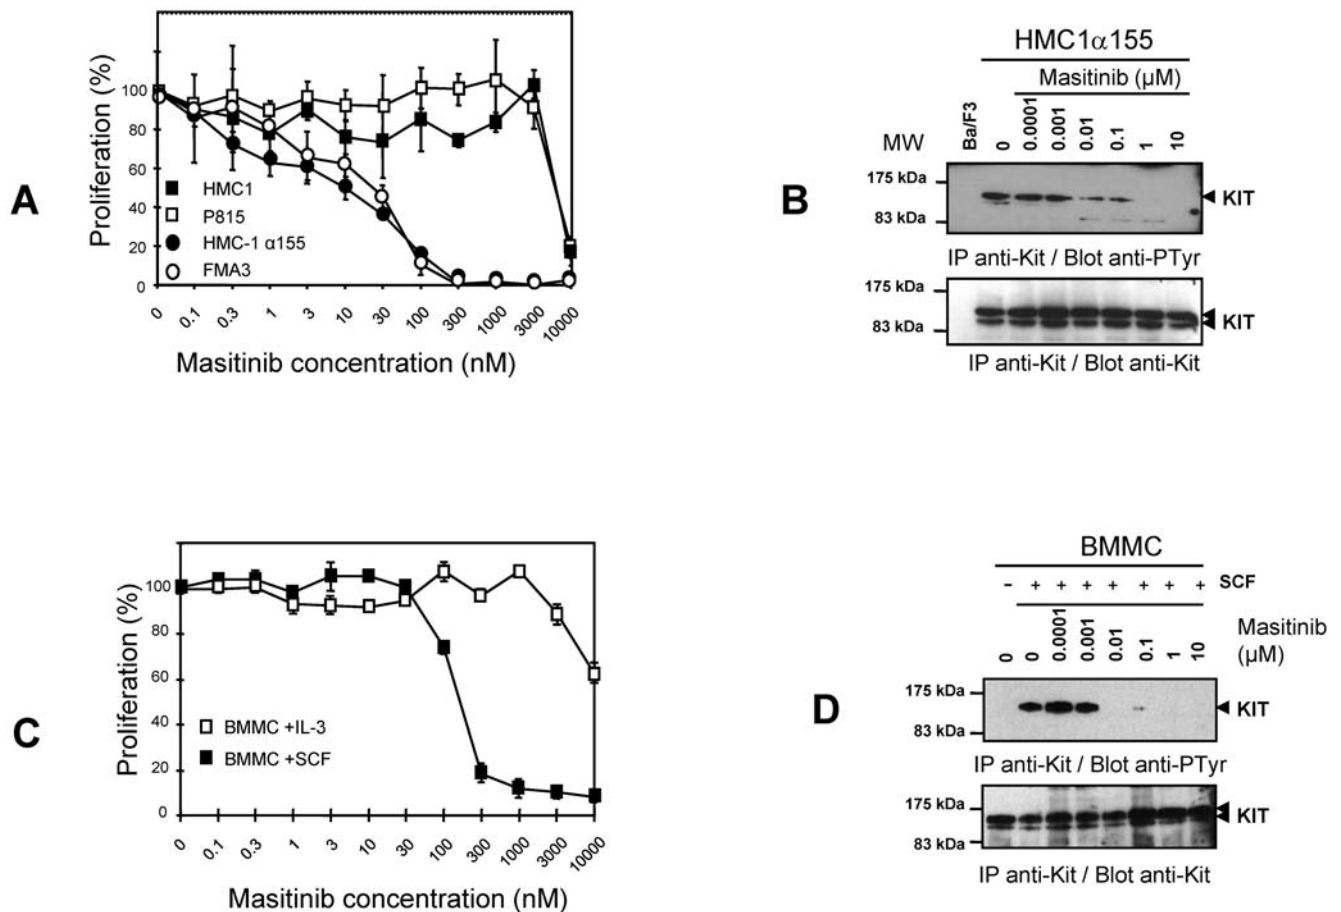 A
Proliferation (%)
100
80
60
40
20
0
HMC1
P815
HMC-1 α155
FMA3
0 0.1 0.3 1 3 10 30 100 300 1000 3000 10000
Masitinib concentration (nM)
B
HMC1α155
Masitinib (µM)
MW Ba/F3 0 0.0001 0.001 0.01 0.1 1 10
175 kDa
KIT
83 kDa
IP anti-Kit / Blot anti-PTyr
175 kDa
KIT
83 kDa
IP anti-Kit / Blot anti-Kit
C
Proliferation (%)
100
80
60
40
20
0
BMMC +IL-3
BMMC +SCF
0 0.1 0.3 1 3 10 30 100 300 1000 3000 10000
Masitinib concentration (nM)
D
BMMC
- + + + + + + + SCF
0 0 0.0001 0.001 0.01 0.1 1 10
Masitinib
(µM)
175 kDa
KIT
83 kDa
IP anti-Kit / Blot anti-PTyr
175 kDa
KIT
83 kDa
IP anti-Kit / Blot anti-Kit